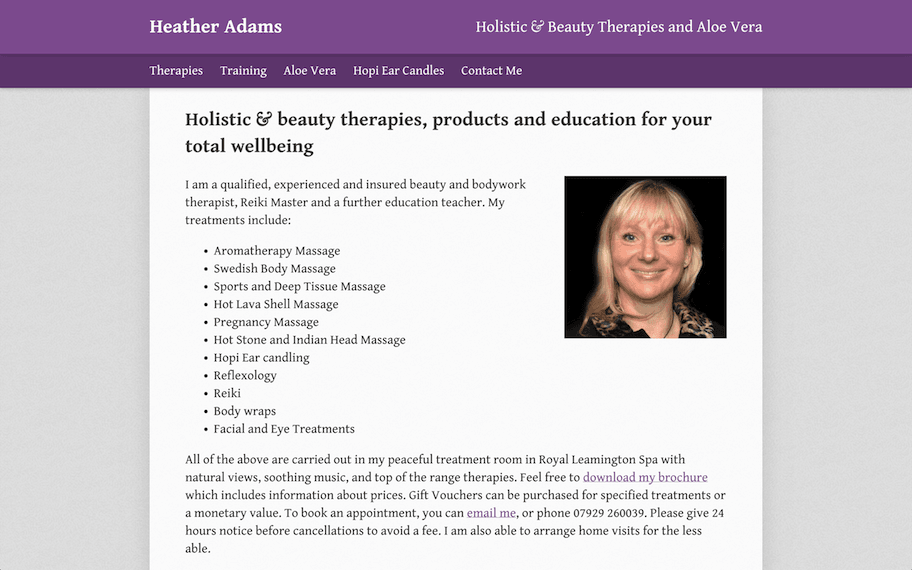 Heather Adams
Holistic & Beauty Therapies and Aloe Vera
Therapies Training Aloe Vera Hopi Ear Candles Contact Me
Holistic & beauty therapies, products and education for your
total wellbeing
I am a qualified, experienced and insured beauty and bodywork
therapist, Reiki Master and a further education teacher. My
treatments include:
• Aromatherapy Massage
• Swedish Body Massage
• Sports and Deep Tissue Massage
• Hot Lava Shell Massage
• Pregnancy Massage
• Hot Stone and Indian Head Massage
• Hopi Ear candling
• Reflexology
• Reiki
• Body wraps
• Facial and Eye Treatments
All of the above are carried out in my peaceful treatment room in Royal Leamington Spa with
natural views, soothing music, and top of the range therapies. Feel free to download my brochure
which includes information about prices. Gift Vouchers can be purchased for specified treatments or
a monetary value. To book an appointment, you can email me, or phone 07929 260039. Please give 24
hours notice before cancellations to avoid a fee. I am also able to arrange home visits for the less
able.